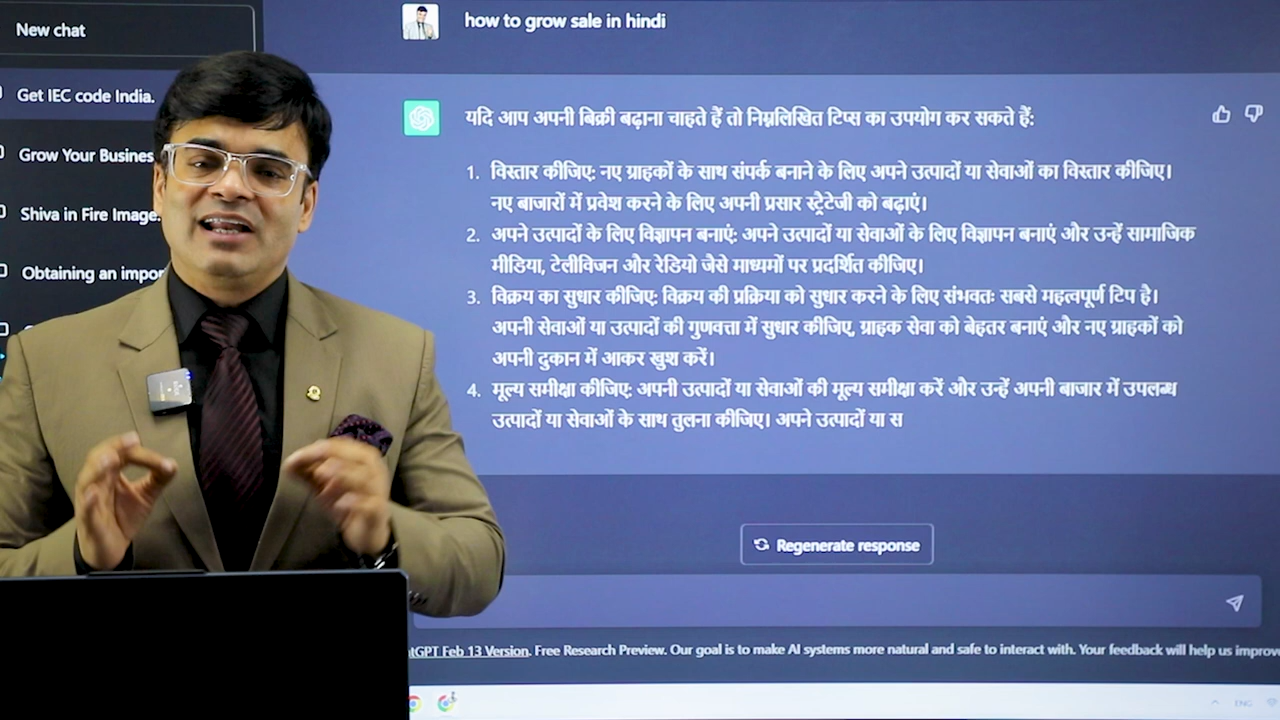 New chat
Get IEC code India.
Grow Your Busines
Shiva in Fire Image.
Obtaining an impor
how to grow sale in hindi
यदि आप अपनी बिक्री बढ़ाना चाहते हैं तो निम्नलिखित टिप्स का उपयोग कर सकते हैं:
1. विस्तार कीजिए: नए ग्राहकों के साथ संपर्क बनाने के लिए अपने उत्पादों या सेवाओं का विस्तार कीजिए।
नए बाजारों में प्रवेश करने के लिए अपनी प्रसार स्ट्रैटेजी को बढ़ाएं।
2. अपने उत्पादों के लिए विज्ञापन बनाएं: अपने उत्पादों या सेवाओं के लिए विज्ञापन बनाएं और उन्हें सामाजिक
मीडिया, टेलीविजन और रेडियो जैसे माध्यमों पर प्रदर्शित कीजिए।
3. विक्रय का सुधार कीजिए: विक्रय की प्रक्रिया को सुधार करने के लिए संभवतः सबसे महत्वपूर्ण टिप है।
अपनी सेवाओं या उत्पादों की गुणवत्ता में सुधार कीजिए, ग्राहक सेवा को बेहतर बनाएं और नए ग्राहकों को
अपनी दुकान में आकर खुश करें।
4. मूल्य समीक्षा कीजिए: अपनी उत्पादों या सेवाओं की मूल्य समीक्षा करें और उन्हें अपनी बाजार में उपलब्ध
उत्पादों या सेवाओं के साथ तुलना कीजिए। अपने उत्पादों या स
Regenerate response
tGPT Feb 13 Version. Free Research Preview. Our goal is to make AI systems more natural and safe to interact with. Your feedback will help us improve
ENG